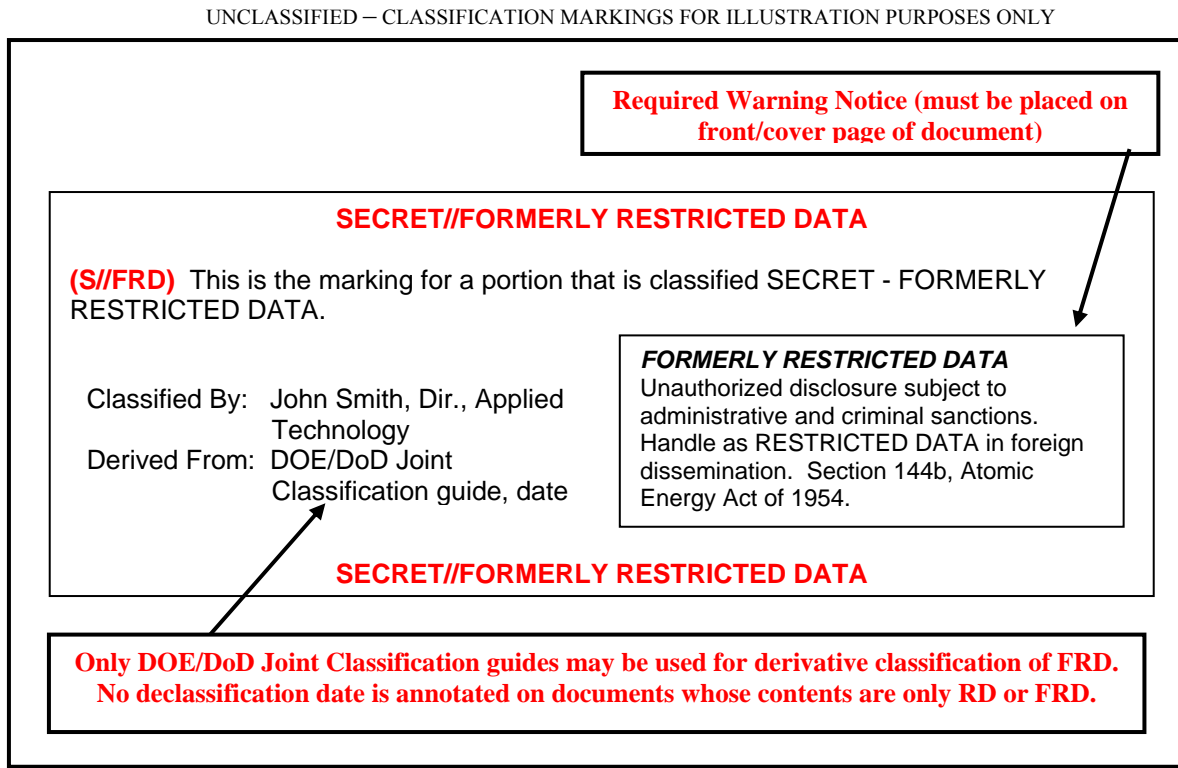 UNCLASSIFIED – CLASSIFICATION MARKINGS FOR ILLUSTRATION PURPOSES ONLY
Required Warning Notice (must be placed on
front/cover page of document)
SECRET//FORMERLY RESTRICTED DATA
(S//FRD) This is the marking for a portion that is classified SECRET - FORMERLY
RESTRICTED DATA.
Classified By: John Smith, Dir., Applied
Technology
Derived From: DOE/DoD Joint
Classification guide, date
FORMERLY RESTRICTED DATA
Unauthorized disclosure subject to
administrative and criminal sanctions.
Handle as RESTRICTED DATA in foreign
dissemination. Section 144b, Atomic
Energy Act of 1954.
SECRET//FORMERLY RESTRICTED DATA
Only DOE/DoD Joint Classification guides may be used for derivative classification of FRD.
No declassification date is annotated on documents whose contents are only RD or FRD.